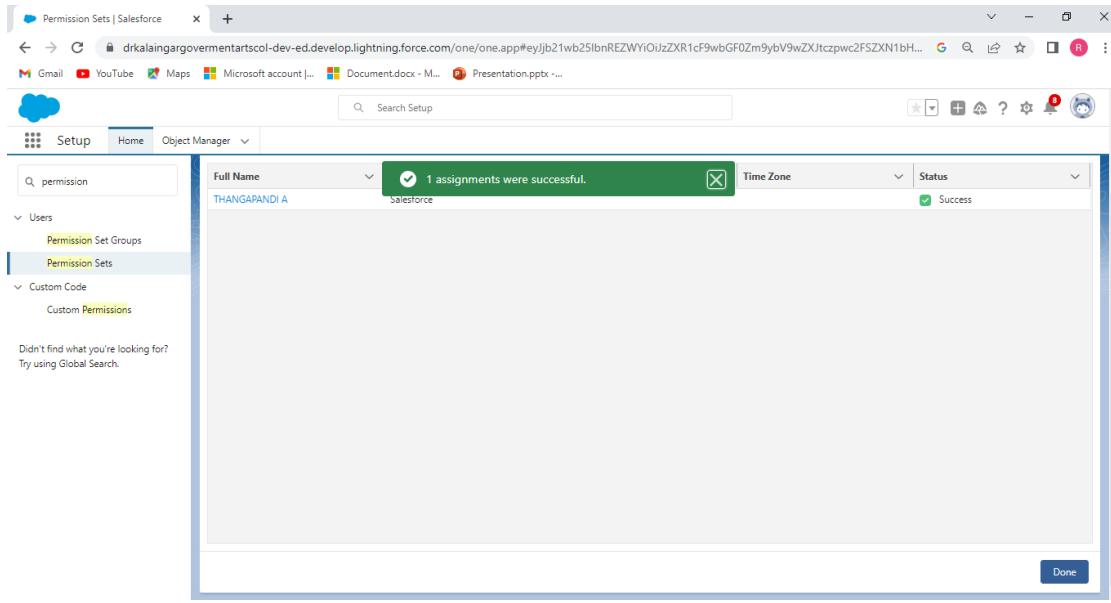 Permission Sets | Salesforce
drkalaingargovermentartscol-dev-ed.develop.lightning.force.com/one/one.app#eyJjb21wb25lbnREZWYiOiJzZXR1cF9wbGF0Zm9ybV9wZXJtczpwc2FSZXN1bH...
G
R
Gmail
YouTube
Maps
Microsoft account |...
Document.docx - M...
Presentation.pptx -...
Search Setup
8
Setup
Home
Object Manager
permission
Users
Permission Set Groups
Permission Sets
Custom Code
Custom Permissions
Didn't find what you're looking for?
Try using Global Search.
Full Name
1 assignments were successful.
Time Zone
Status
THANGAPANDI A
Salesforce
Success
Done